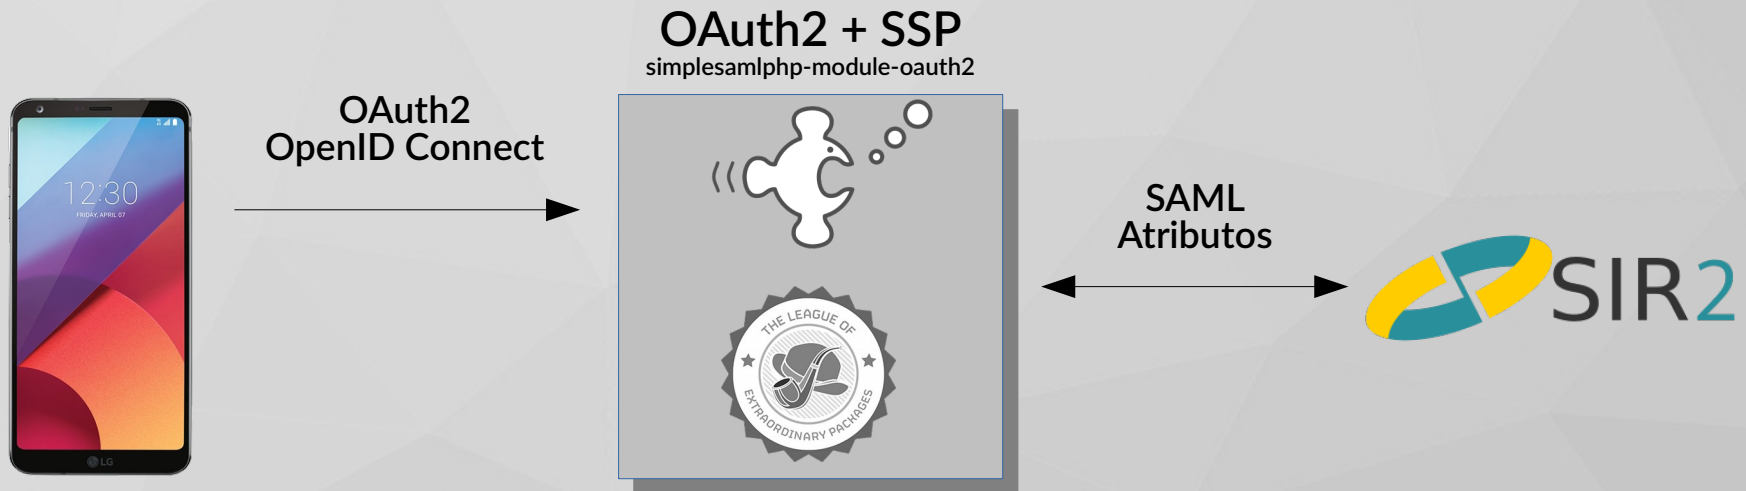 OAuth2 + SSP
simplesamlphp-module-oauth2
OAuth2
OpenID Connect
12:30
FRIDAY, APRIL 07
LG
THE LEAGUE OF
EXTRAORDINARY PACKAGES
SAML
Atributos
SIR2